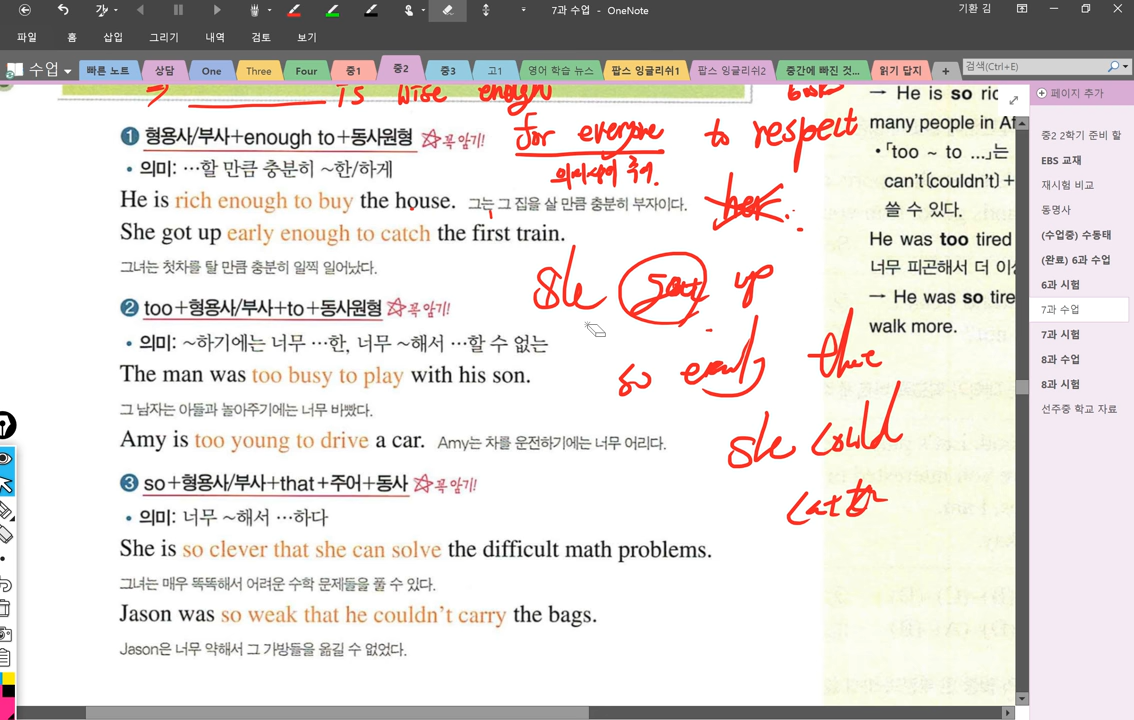 7과 수업 - OneNote
기환 김
파일 홈 삽입 그리기 내역 검토 보기
수업 빠른 노트 상담 One Three Four 중1 중2 중3 고1 영어 학습 뉴스 팝스 잉글리쉬1 팝스 잉글리쉬2 중간에 빠진 것... 읽기 답지 +
검색(Ctrl+E)
is wise enough
for everyone to respect
의미상의 주어.
her.
1 형용사/부사+enough to+동사원형 ☆꼭 암기!
• 의미: …할 만큼 충분히 ~한/하게
He is rich enough to buy the house. 그는 그 집을 살 만큼 충분히 부자이다.
She got up early enough to catch the first train.
그녀는 첫차를 탈 만큼 충분히 일찍 일어났다.
2 too+형용사/부사+to+동사원형 ☆꼭 암기!
• 의미: ~하기에는 너무 …한, 너무 ~해서 …할 수 없는
The man was too busy to play with his son.
그 남자는 아들과 놀아주기에는 너무 바빴다.
Amy is too young to drive a car. Amy는 차를 운전하기에는 너무 어리다.
3 so+형용사/부사+that+주어+동사 ☆꼭 암기!
• 의미: 너무 ~해서 …하다
She is so clever that she can solve the difficult math problems.
그녀는 매우 똑똑해서 어려운 수학 문제들을 풀 수 있다.
Jason was so weak that he couldn't carry the bags.
Jason은 너무 약해서 그 가방들을 옮길 수 없었다.
She up
so early
she could
catch
→ He is so ric
many people in Af
•「too ~ to ...」는
can't(couldn't)+
쓸 수 있다.
He was too tired
너무 피곤해서 더 이상
→ He was so tire
walk more.
페이지 추가
중2 2학기 준비 할
EBS 교재
재시험 비교
동명사
(수업중) 수동태
(완료) 6과 수업
6과 시험
7과 수업
7과 시험
8과 수업
8과 시험
선주중 학교 자료